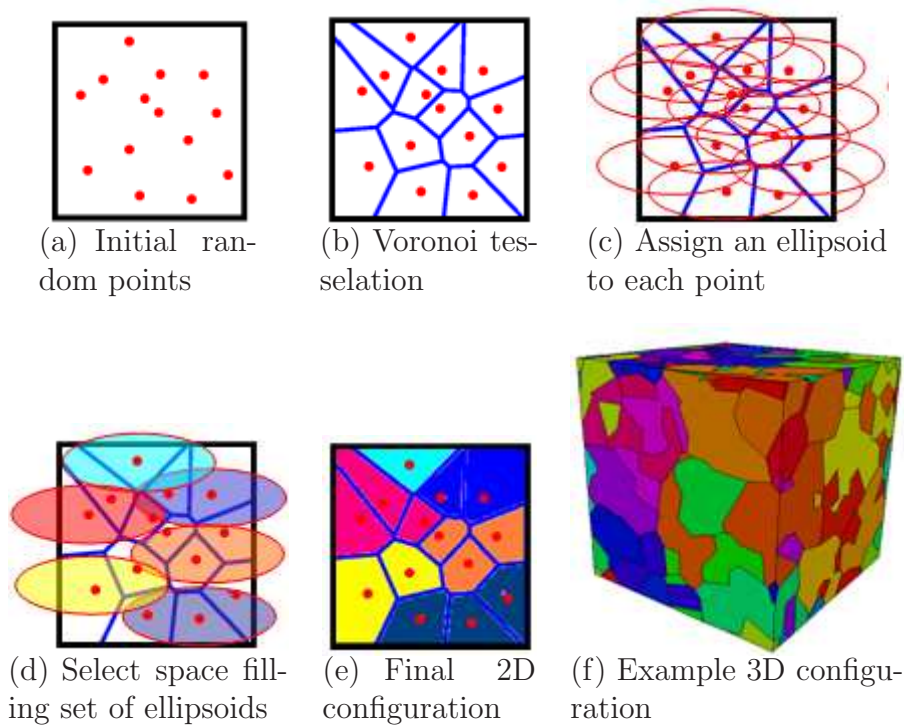 (a) Initial ran-
dom points
(b) Voronoi tes-
selation
(c) Assign an ellipsoid
to each point
(d) Select space fill-
ing set of ellipsoids
(e) Final 2D
configuration
(f) Example 3D configu-
ration